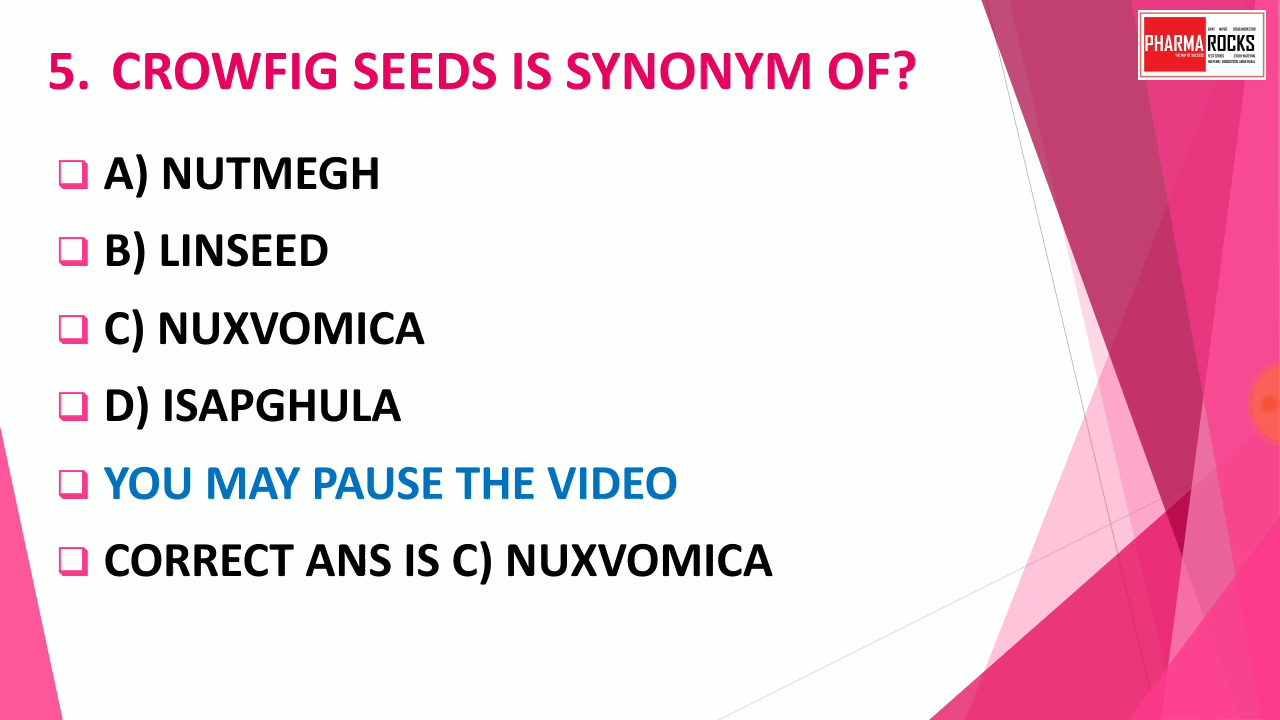 5. CROWFIG SEEDS IS SYNONYM OF?
A) NUTMEGH
B) LINSEED
C) NUXVOMICA
D) ISAPGHULA
YOU MAY PAUSE THE VIDEO
CORRECT ANS IS C) NUXVOMICA
PHARMA ROCKS